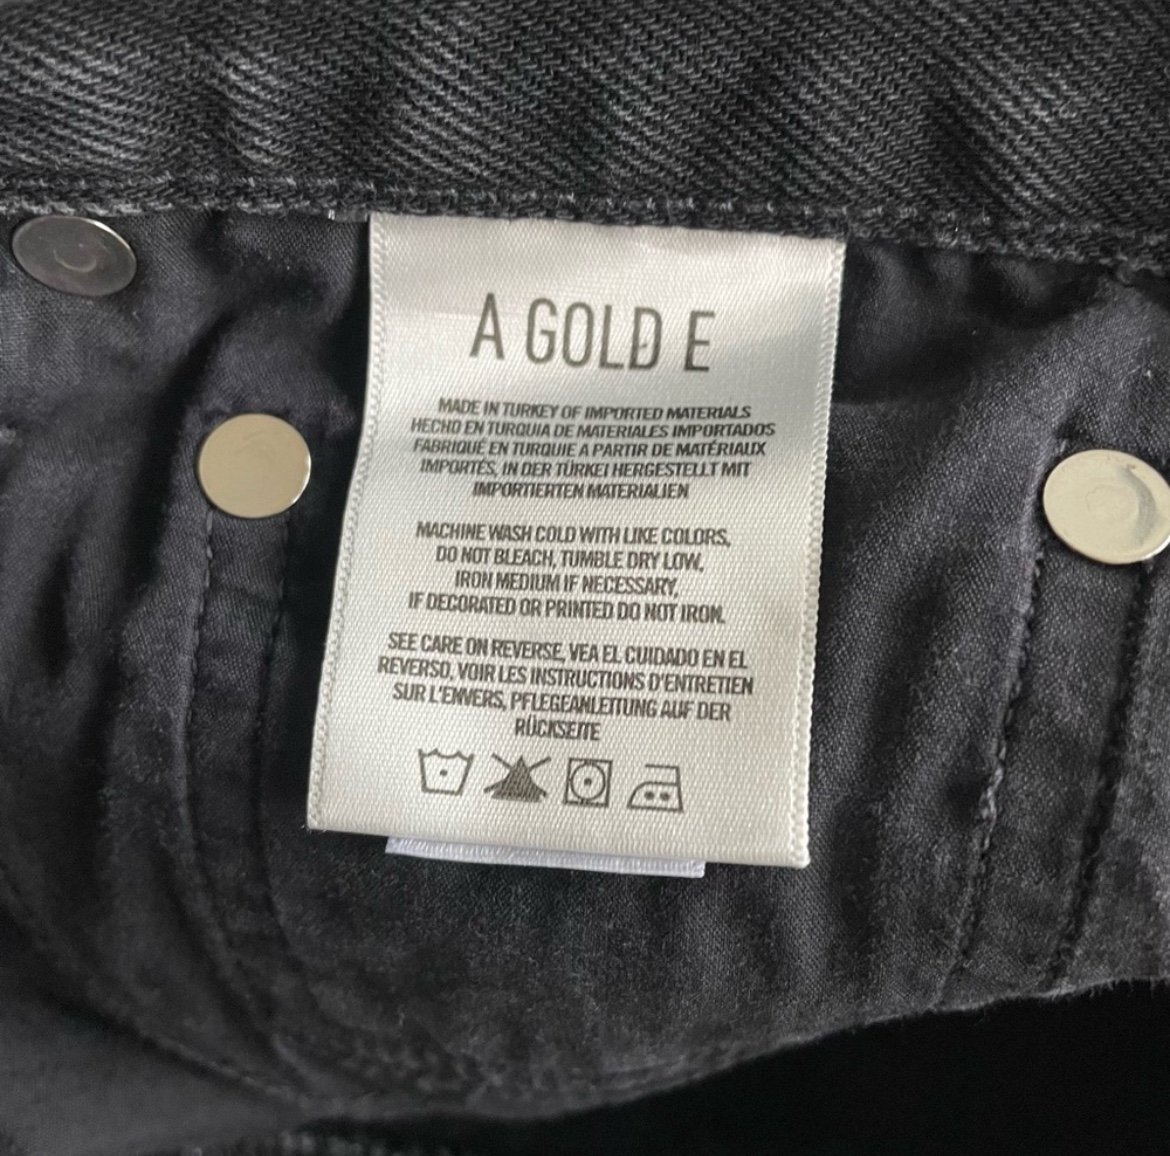 A GOLD E
MADE IN TURKEY OF IMPORTED MATERIALS
HECHO EN TURQUIA DE MATERIALES IMPORTADOS
FABRIQUÉ EN TURQUIE A PARTIR DE MATÉRIAUX
IMPORTÉS, IN DER TÜRKEI HERGESTELLT MIT
IMPORTIERTEN MATERIALIEN
MACHINE WASH COLD WITH LIKE COLORS,
DO NOT BLEACH, TUMBLE DRY LOW,
IRON MEDIUM IF NECESSARY,
IF DECORATED OR PRINTED DO NOT IRON.
SEE CARE ON REVERSE, VEA EL CUIDADO EN EL
REVERSO, VOIR LES INSTRUCTIONS D'ENTRETIEN
SUR L'ENVERS, PFLEGEANLEITUNG AUF DER
RÜCKSEITE